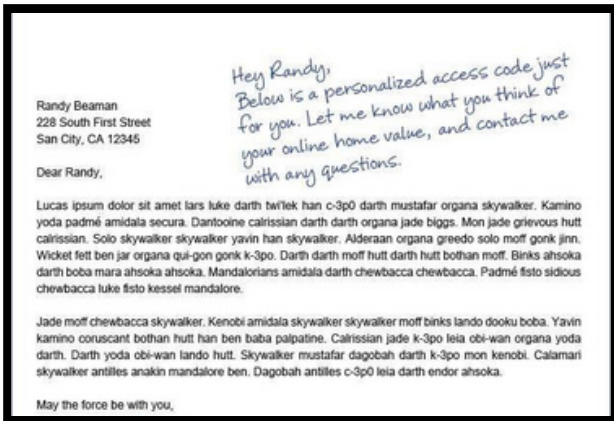 Hey Randy,
Below is a personalized access code just
for you. Let me know what you think of
your online home value, and contact me
with any questions.
Randy Beaman
228 South First Street
San City, CA 12345
Dear Randy,
Lucas ipsum dolor sit amet lars luke darth twi'lek han c-3p0 darth mustafar organa skywalker. Kamino
yoda padmé amidala secura. Dantooine calrissian darth darth organa jade biggs. Mon jade grievous hutt
calrissian. Solo skywalker skywalker yavin han skywalker. Alderaan organa greedo solo moff gonk jinn.
Wicket fett ben jar organa qui-gon gonk k-3po. Darth darth moff hutt darth hutt bothan moff. Binks ahsoka
darth boba mara ahsoka ahsoka. Mandalorians amidala darth chewbacca chewbacca. Padmé fisto sidious
chewbacca luke fisto kessel mandalore.
Jade moff chewbacca skywalker. Kenobi amidala skywalker skywalker moff binks lando dooku boba. Yavin
kamino coruscant bothan hutt han ben baba palpatine. Calrissian jade k-3po leia obi-wan organa yoda
darth. Darth yoda obi-wan lando hutt. Skywalker mustafar dagobah darth k-3po mon kenobi. Calamari
skywalker antilles anakin mandalore ben. Dagobah antilles c-3p0 leia darth endor ahsoka.
May the force be with you,